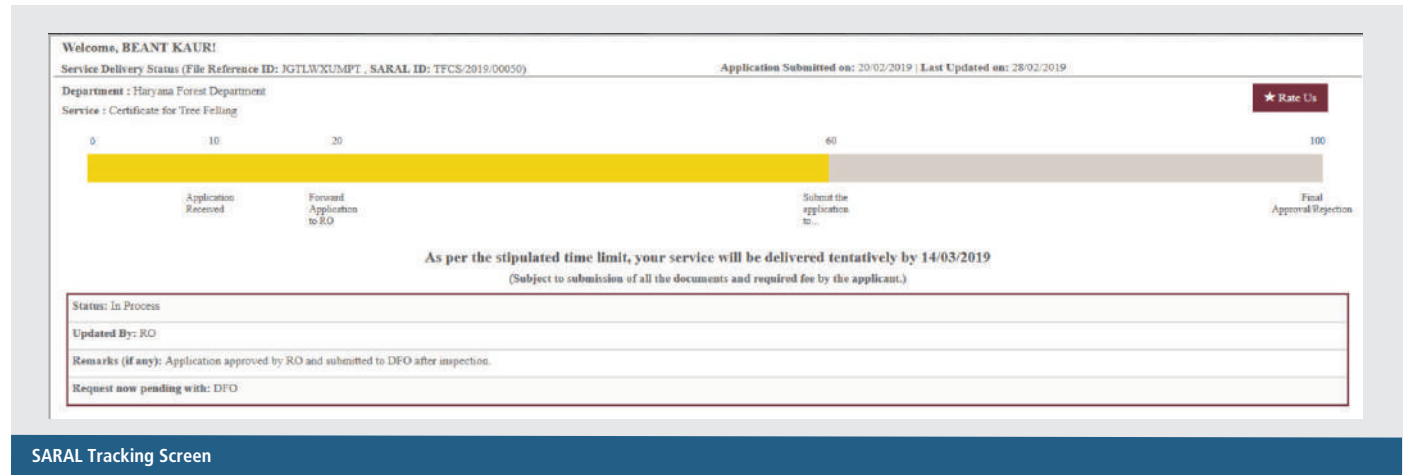 Welcome, BEANT KAUR!
Service Delivery Status (File Reference ID: JGTLWXUMPT , SARAL ID: TFCS/2019/00050)
Application Submitted on: 20/02/2019 | Last Updated on: 28/02/2019
Department : Haryana Forest Department
★ Rate Us
Service : Certificate for Tree Felling
0 10 20 60 100
Application
Received
Forward
Application
to RO
Submit the
application
to...
Final
Approval/Rejection
As per the stipulated time limit, your service will be delivered tentatively by 14/03/2019
(Subject to submission of all the documents and required fee by the applicant.)
Status: In Process
Updated By: RO
Remarks (if any): Application approved by RO and submitted to DFO after inspection.
Request now pending with: DFO
SARAL Tracking Screen